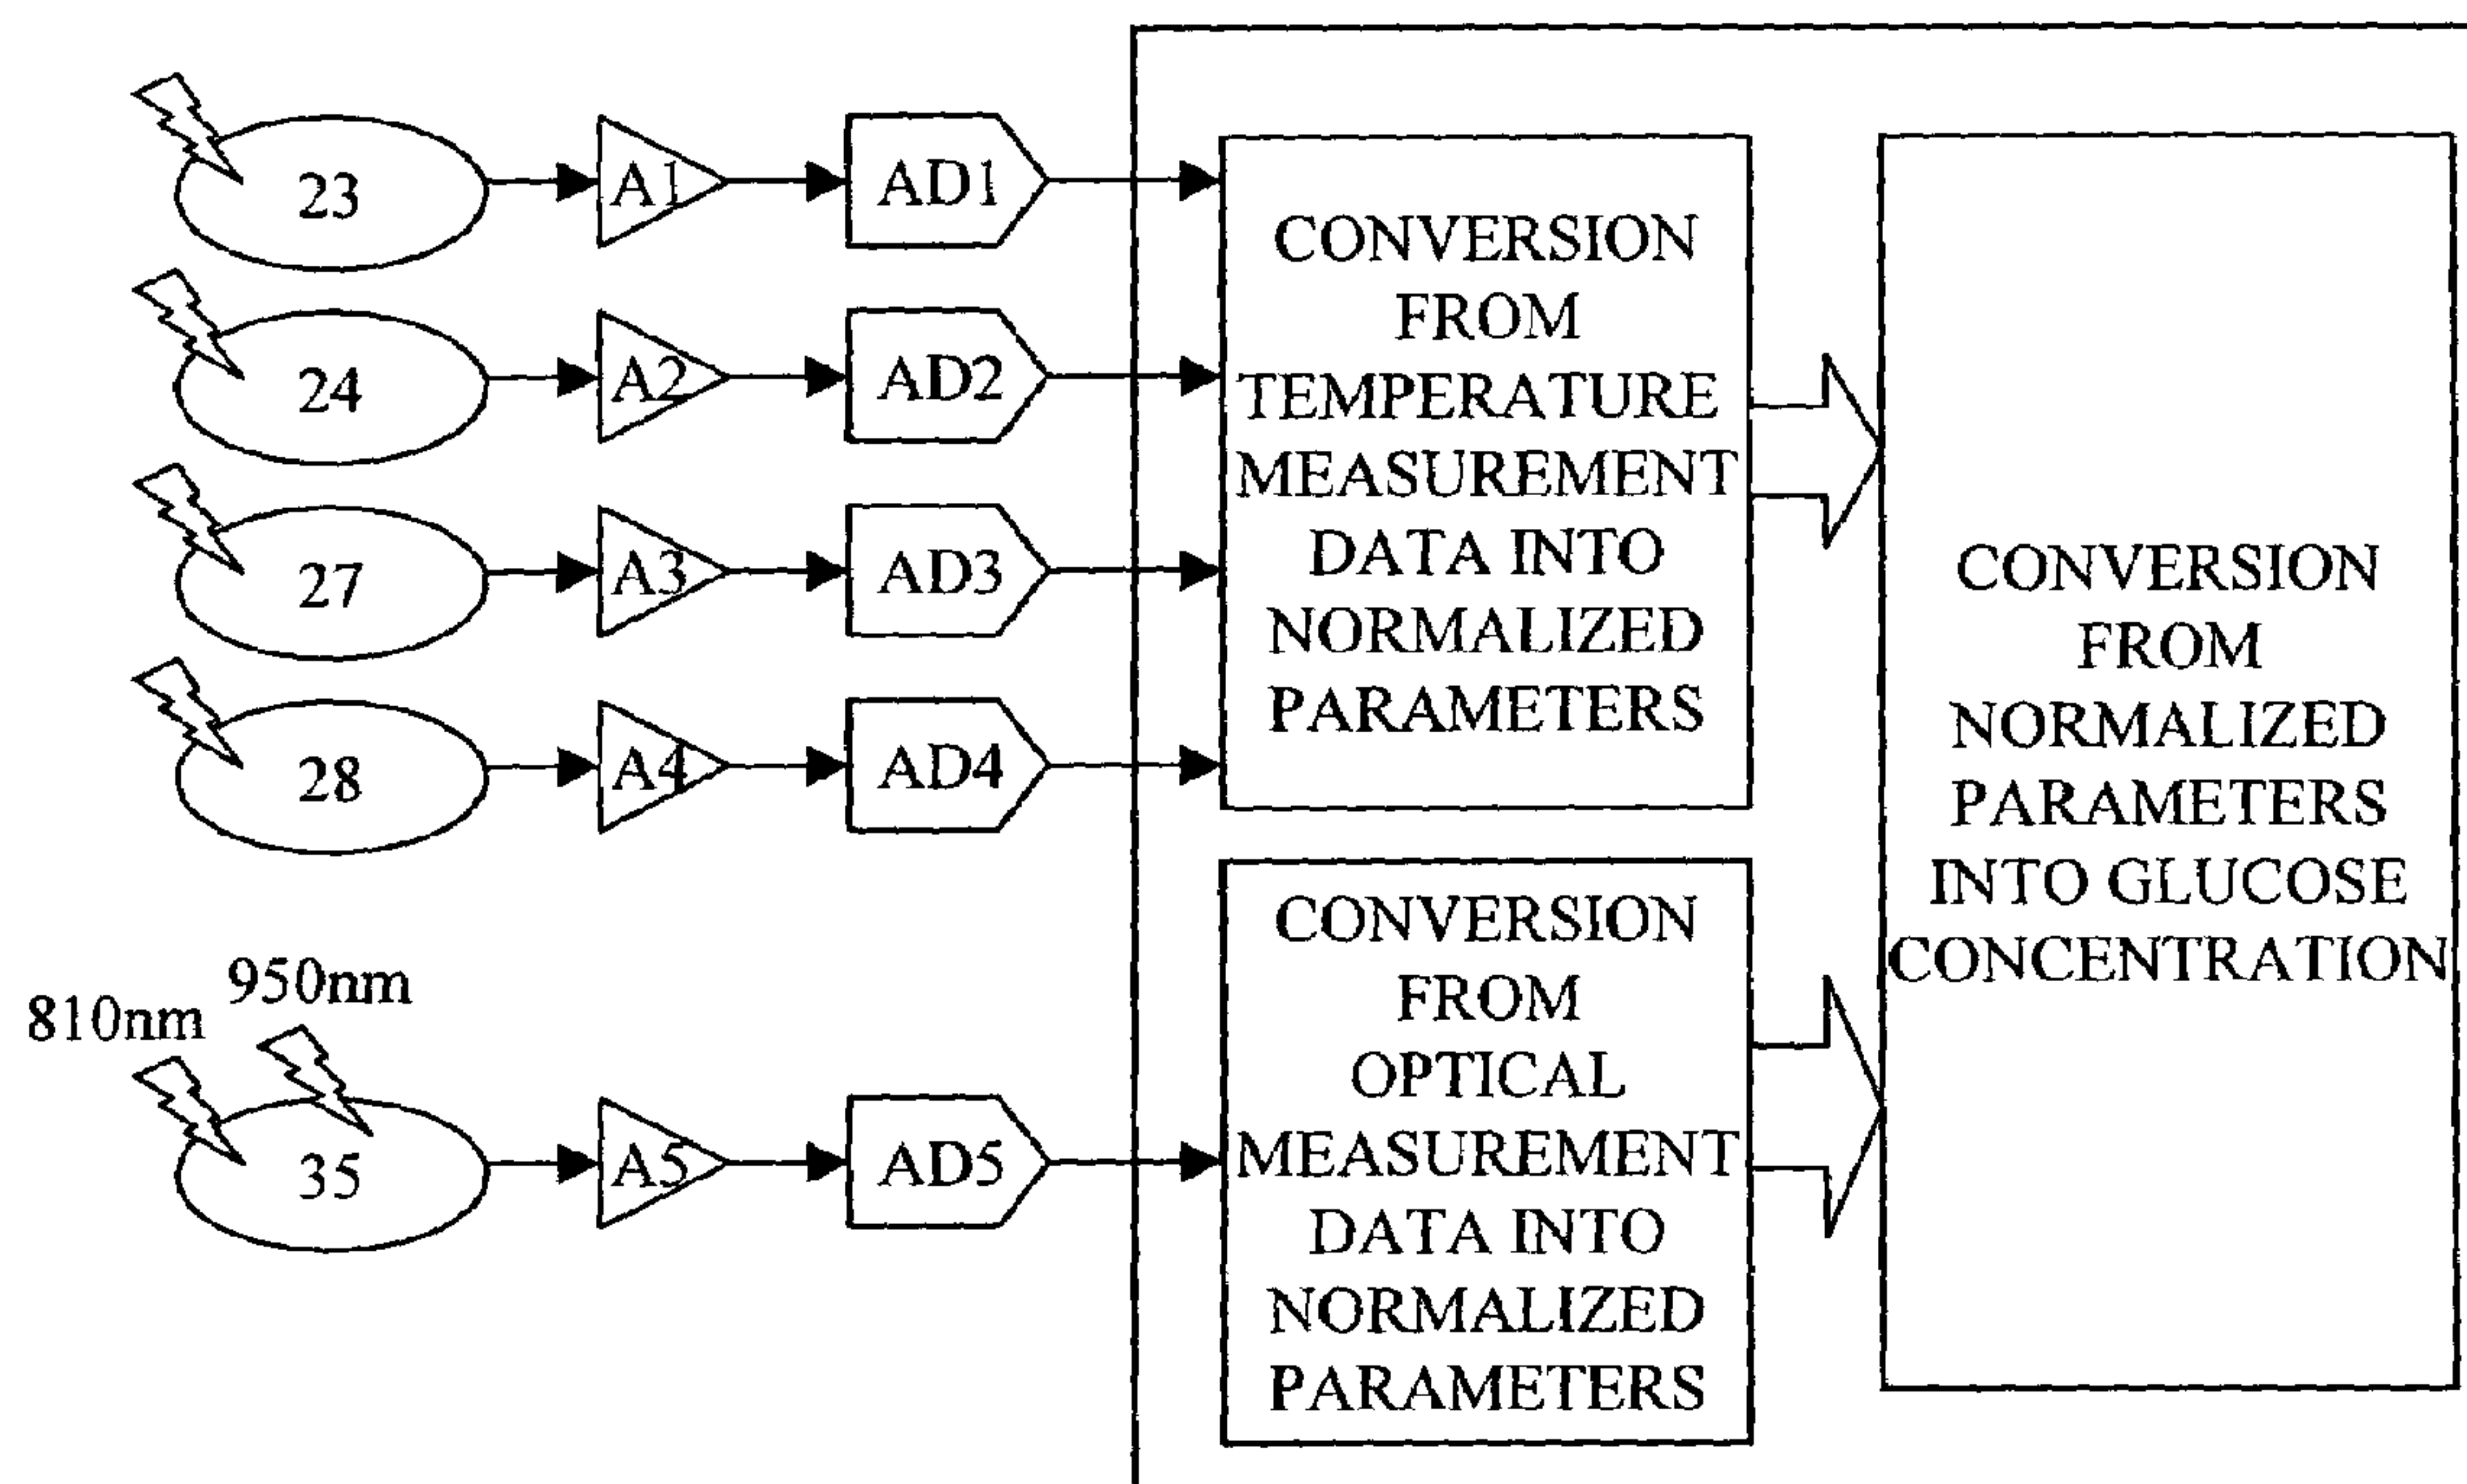 23
A1
AD1
24
A2
AD2
27
A3
AD3
28
A4
AD4
CONVERSION
FROM
TEMPERATURE
MEASUREMENT
DATA INTO
NORMALIZED
PARAMETERS
810nm
950nm
35
A5
AD5
CONVERSION
FROM
OPTICAL
MEASUREMENT
DATA INTO
NORMALIZED
PARAMETERS
CONVERSION
FROM
NORMALIZED
PARAMETERS
INTO GLUCOSE
CONCENTRATION